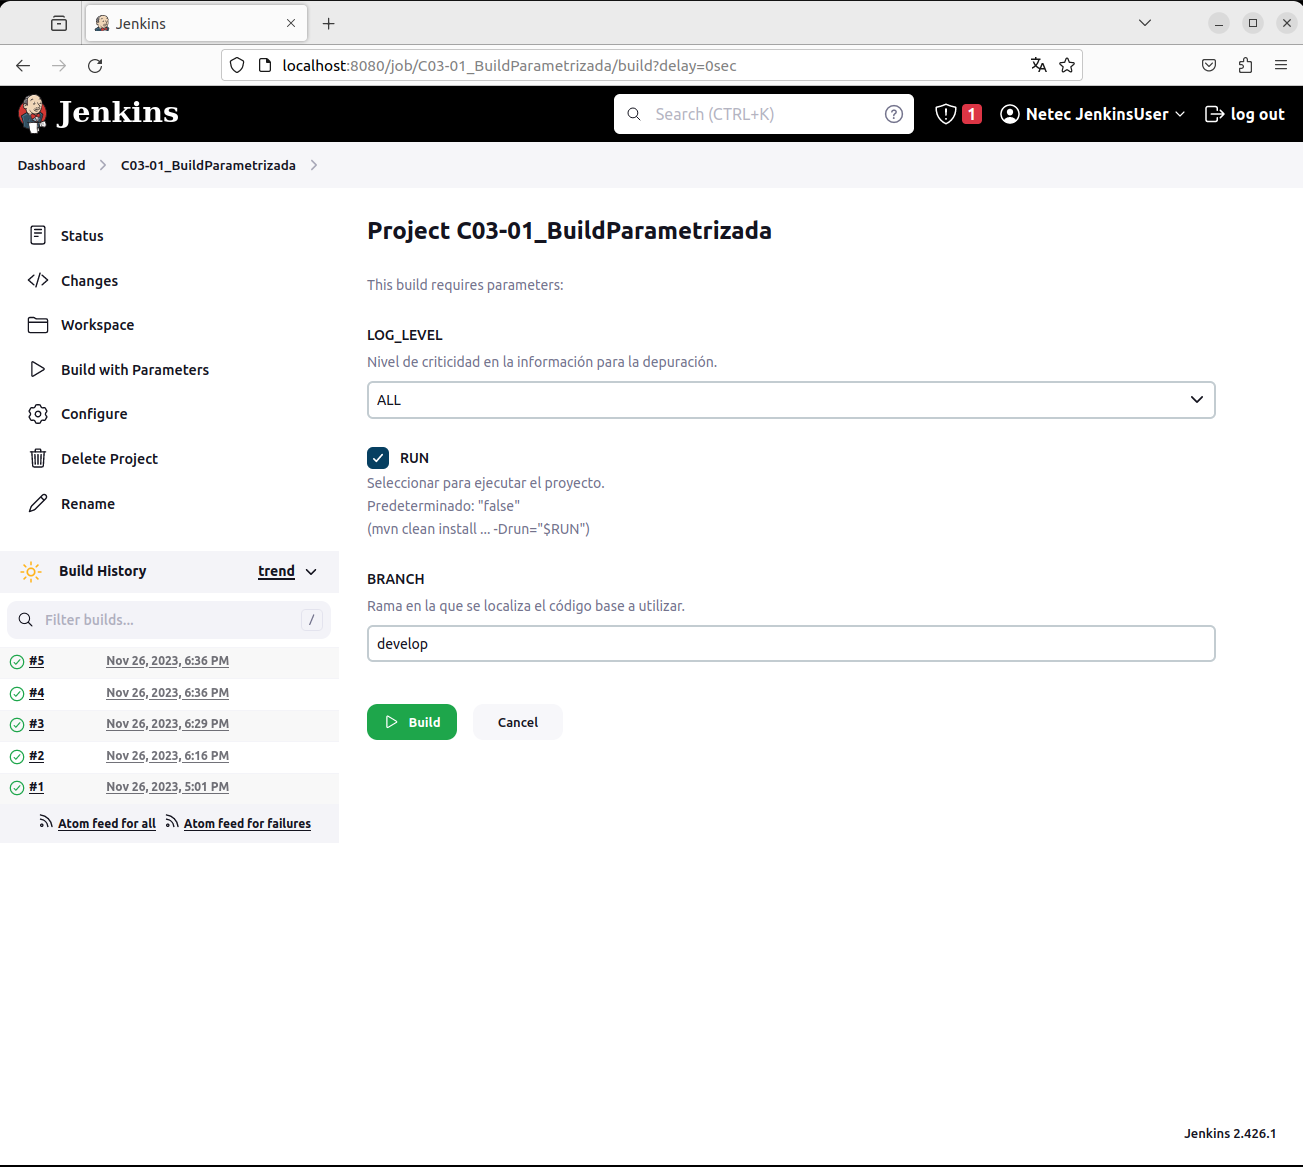 Jenkins
localhost:8080/job/C03-01_BuildParametrizada/build?delay=0sec
Jenkins
Search (CTRL+K)
1
Netec JenkinsUser
log out
Dashboard
C03-01_BuildParametrizada
Status
Changes
Workspace
Build with Parameters
Configure
Delete Project
Rename
Build History
trend
Filter builds...
/
#5 Nov 26, 2023, 6:36 PM
#4 Nov 26, 2023, 6:36 PM
#3 Nov 26, 2023, 6:29 PM
#2 Nov 26, 2023, 6:16 PM
#1 Nov 26, 2023, 5:01 PM
Atom feed for all
Atom feed for failures
Project C03-01_BuildParametrizada
This build requires parameters:
LOG_LEVEL
Nivel de criticidad en la información para la depuración.
ALL
RUN
Seleccionar para ejecutar el proyecto.
Predeterminado: "false"
(mvn clean install ... -Drun="$RUN")
BRANCH
Rama en la que se localiza el código base a utilizar.
develop
Build
Cancel
Jenkins 2.426.1